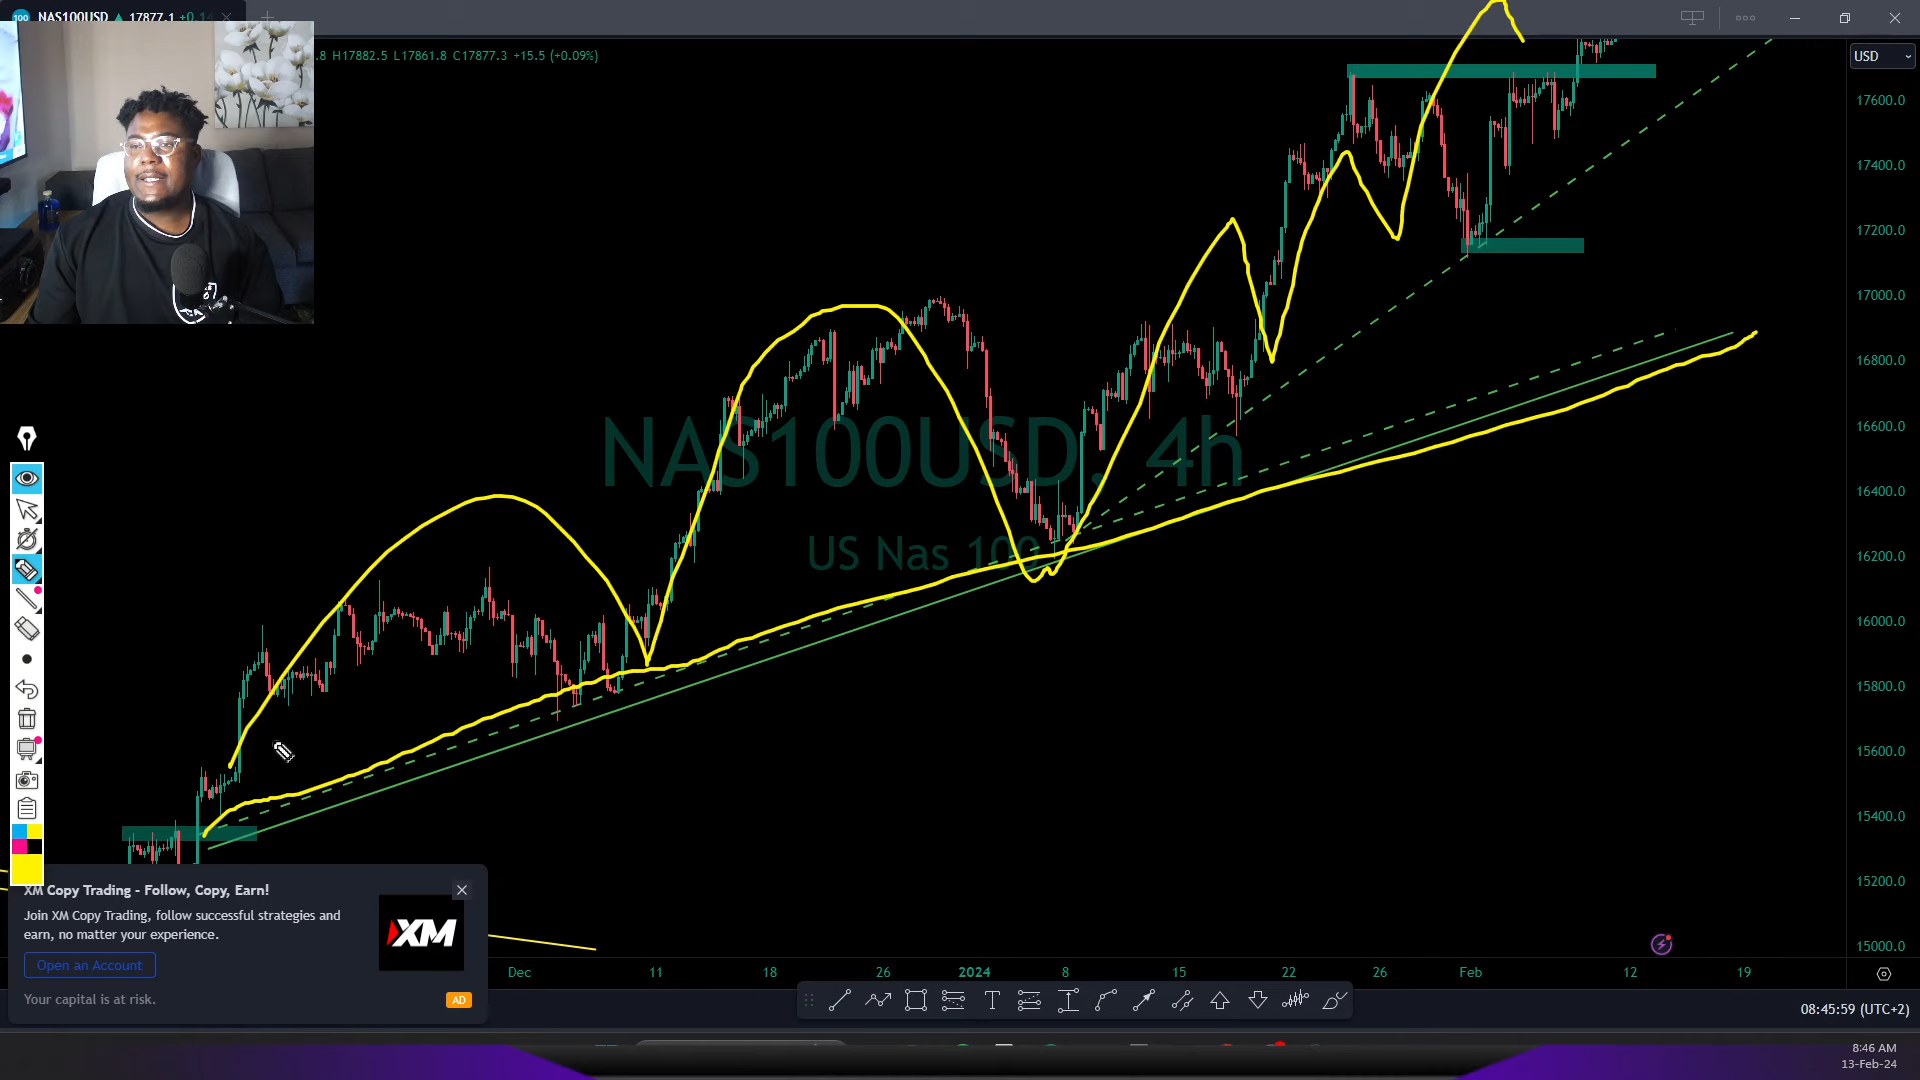 NAS100USD ▲ 17877.1 +0.14
.8 H17882.5 L17861.8 C17877.3 +15.5 (+0.09%)
USD
17600.0
17400.0
17200.0
17000.0
16800.0
16600.0
16400.0
16200.0
16000.0
15800.0
15600.0
15400.0
15200.0
15000.0
NAS100USD, 4h
US Nas 100
XM Copy Trading - Follow, Copy, Earn!
Join XM Copy Trading, follow successful strategies and
earn, no matter your experience.
Open an Account
Your capital is at risk.
XM
AD
Dec 11 18 26 2024 8 15 22 26 Feb 12 19
08:45:59 (UTC+2)
8:46 AM
13-Feb-24